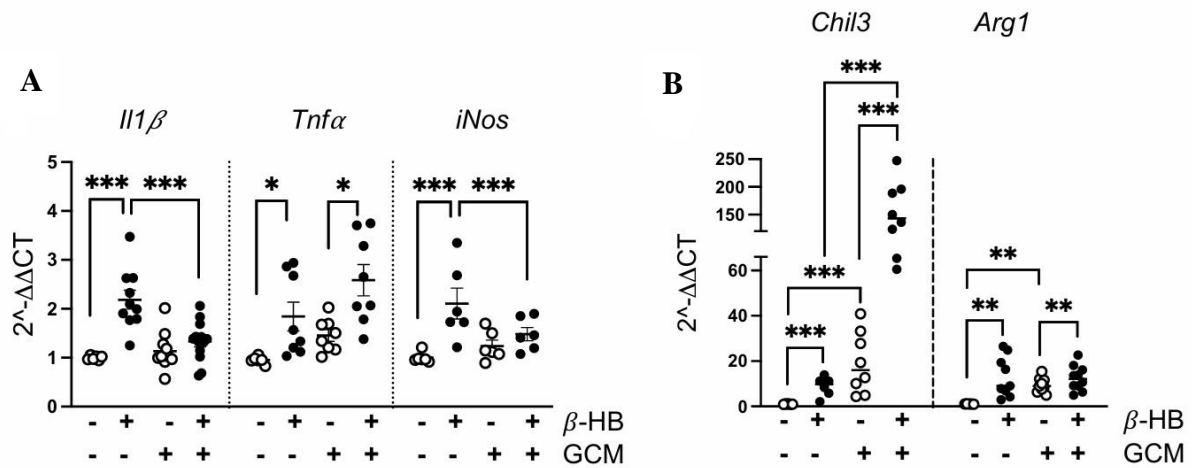 A
Il1β Tnfα iNos
*** *** * * *** ***
2^-ΔΔCT
5
4
3
2
1
0
- + - + - + - + - + - + β-HB
- - + + - - + + - - + + GCM
B
Chil3 Arg1
***
***
***
***
**
**
**
2^-ΔΔCT
250
200
150
60
40
20
0
- + - + - + - + β-HB
- - + + - - + + GCM